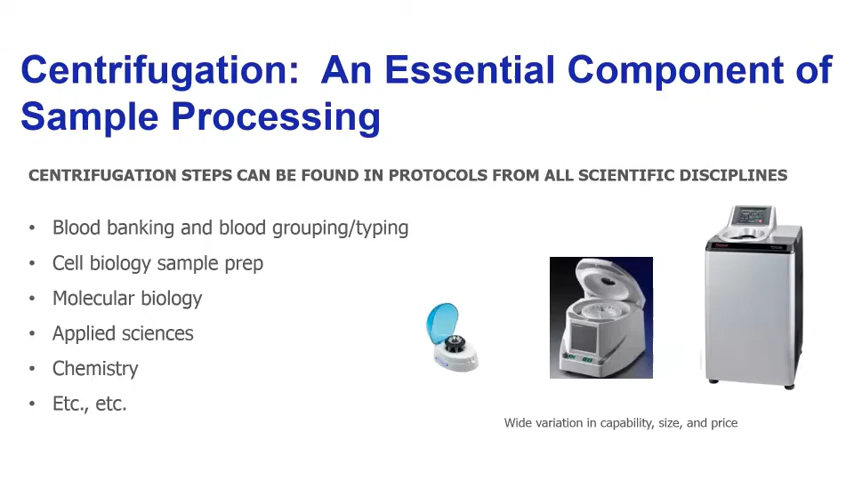 Centrifugation:  An Essential Component of
Sample Processing
CENTRIFUGATION STEPS CAN BE FOUND IN PROTOCOLS FROM ALL SCIENTIFIC DISCIPLINES
• Blood banking and blood grouping/typing
• Cell biology sample prep
• Molecular biology
• Applied sciences
• Chemistry
• Etc., etc.
Wide variation in capability, size, and price